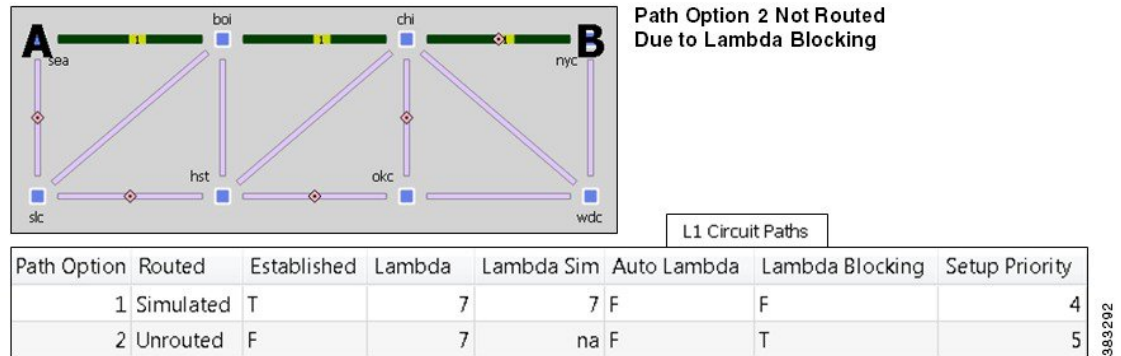 boi
chi
Path Option 2 Not Routed
Due to Lambda Blocking
A
1
1
1
B
sea
nyc
hst
okc
slc
wdc
L1 Circuit Paths
Path Option Routed Established Lambda Lambda Sim Auto Lambda Lambda Blocking Setup Priority
1 Simulated T 7 7 F F 4
2 Unrouted F 7 na F T 5
383292